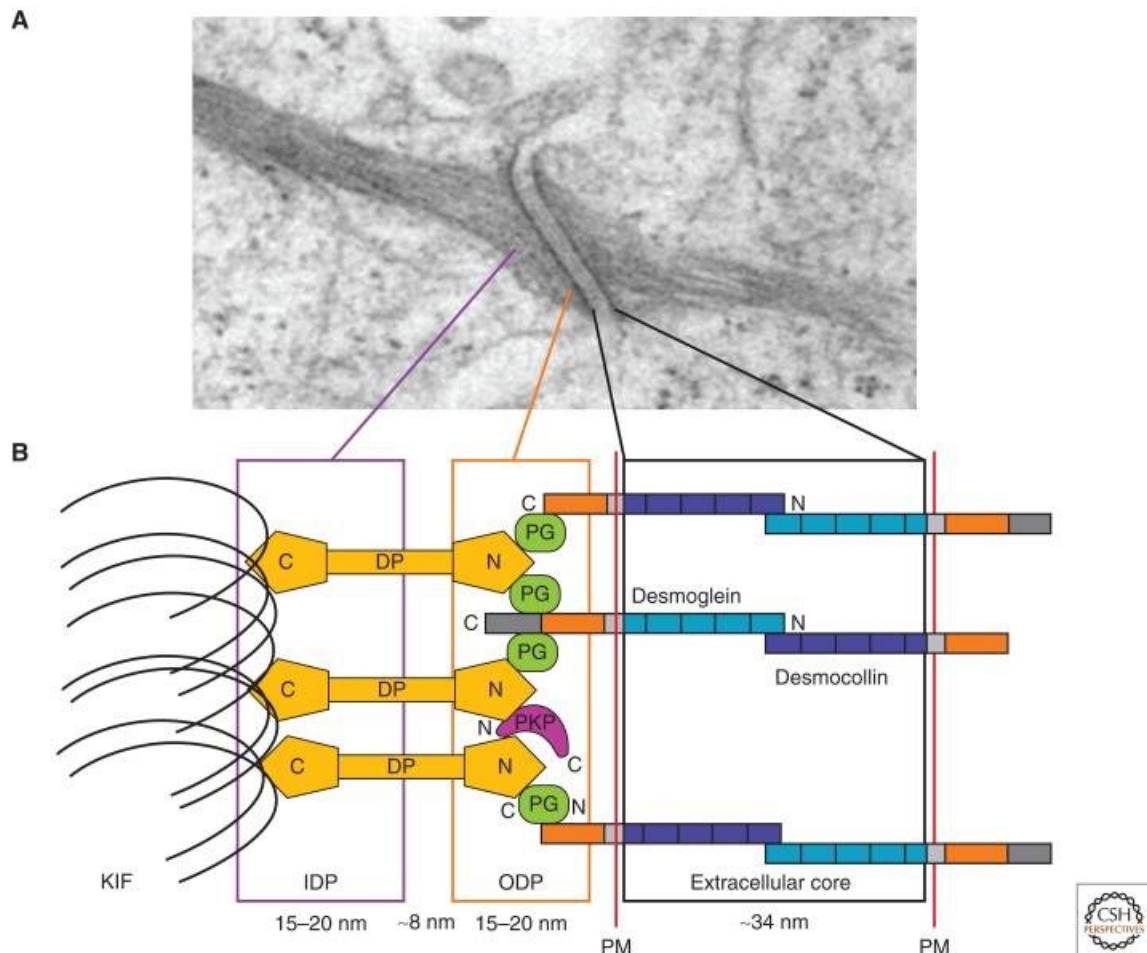 A
B
C N
PG
C DP N
PG
Desmoglein
C N
PG
Desmocollin
C DP N
N PKP
C
C DP N
C PG N
KIF IDP ODP Extracellular core
15–20 nm ~8 nm 15–20 nm ~34 nm
PM PM
CSH
PERSPECTIVES